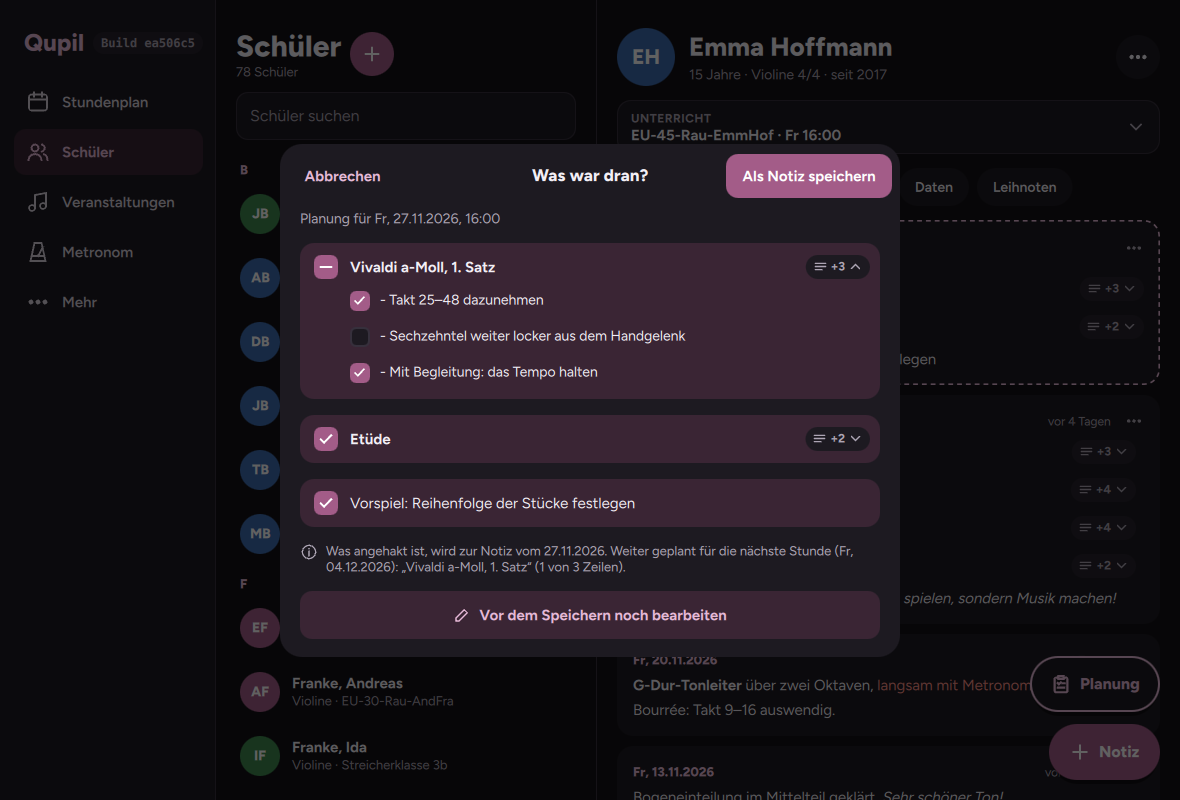 Qupil
Build ea506c5
Stundenplan
Schüler
Veranstaltungen
Metronom
Mehr
Schüler
78 Schüler
Schüler suchen
B
JB
AB
DB
JB
TB
MB
F
EF
AF
Franke, Andreas
Violine · EU-30-Rau-AndFra
IF
Franke, Ida
Violine · Streicherklasse 3b
EH
Emma Hoffmann
15 Jahre · Violine 4/4 · seit 2017
UNTERRICHT
EU-45-Rau-EmmHof · Fr 16:00
Daten
Leihnoten
+3
+2
legen
vor 4 Tagen
+3
+4
+4
+2
spielen, sondern Musik machen!
Fr, 20.11.2026
G-Dur-Tonleiter über zwei Oktaven, langsam mit Metronom
Bourrée: Takt 9–16 auswendig.
Fr, 13.11.2026
Bogeneinteilung im Mittelteil geklärt. Sehr schöner Ton!
Planung
Notiz
Abbrechen
Was war dran?
Als Notiz speichern
Planung für Fr, 27.11.2026, 16:00
Vivaldi a-Moll, 1. Satz
+3
- Takt 25–48 dazunehmen
- Sechzehntel weiter locker aus dem Handgelenk
- Mit Begleitung: das Tempo halten
Etüde
+2
Vorspiel: Reihenfolge der Stücke festlegen
Was angehakt ist, wird zur Notiz vom 27.11.2026. Weiter geplant für die nächste Stunde (Fr,
04.12.2026): „Vivaldi a-Moll, 1. Satz“ (1 von 3 Zeilen).
Vor dem Speichern noch bearbeiten